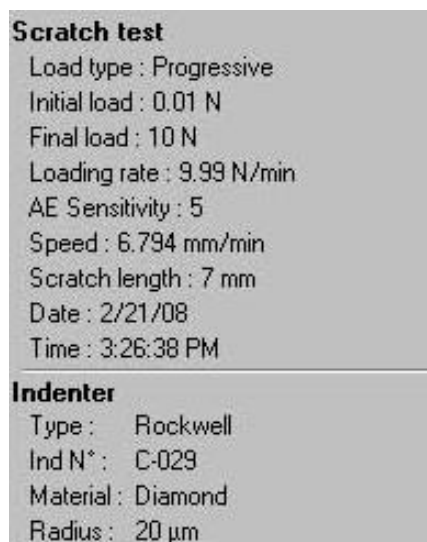 Scratch test
Load type : Progressive
Initial load : 0.01 N
Final load : 10 N
Loading rate : 9.99 N/min
AE Sensitivity : 5
Speed : 6.794 mm/min
Scratch length : 7 mm
Date : 2/21/08
Time : 3:26:38 PM
Indenter
Type : Rockwell
Ind N° : C-029
Material : Diamond
Radius : 20 µm